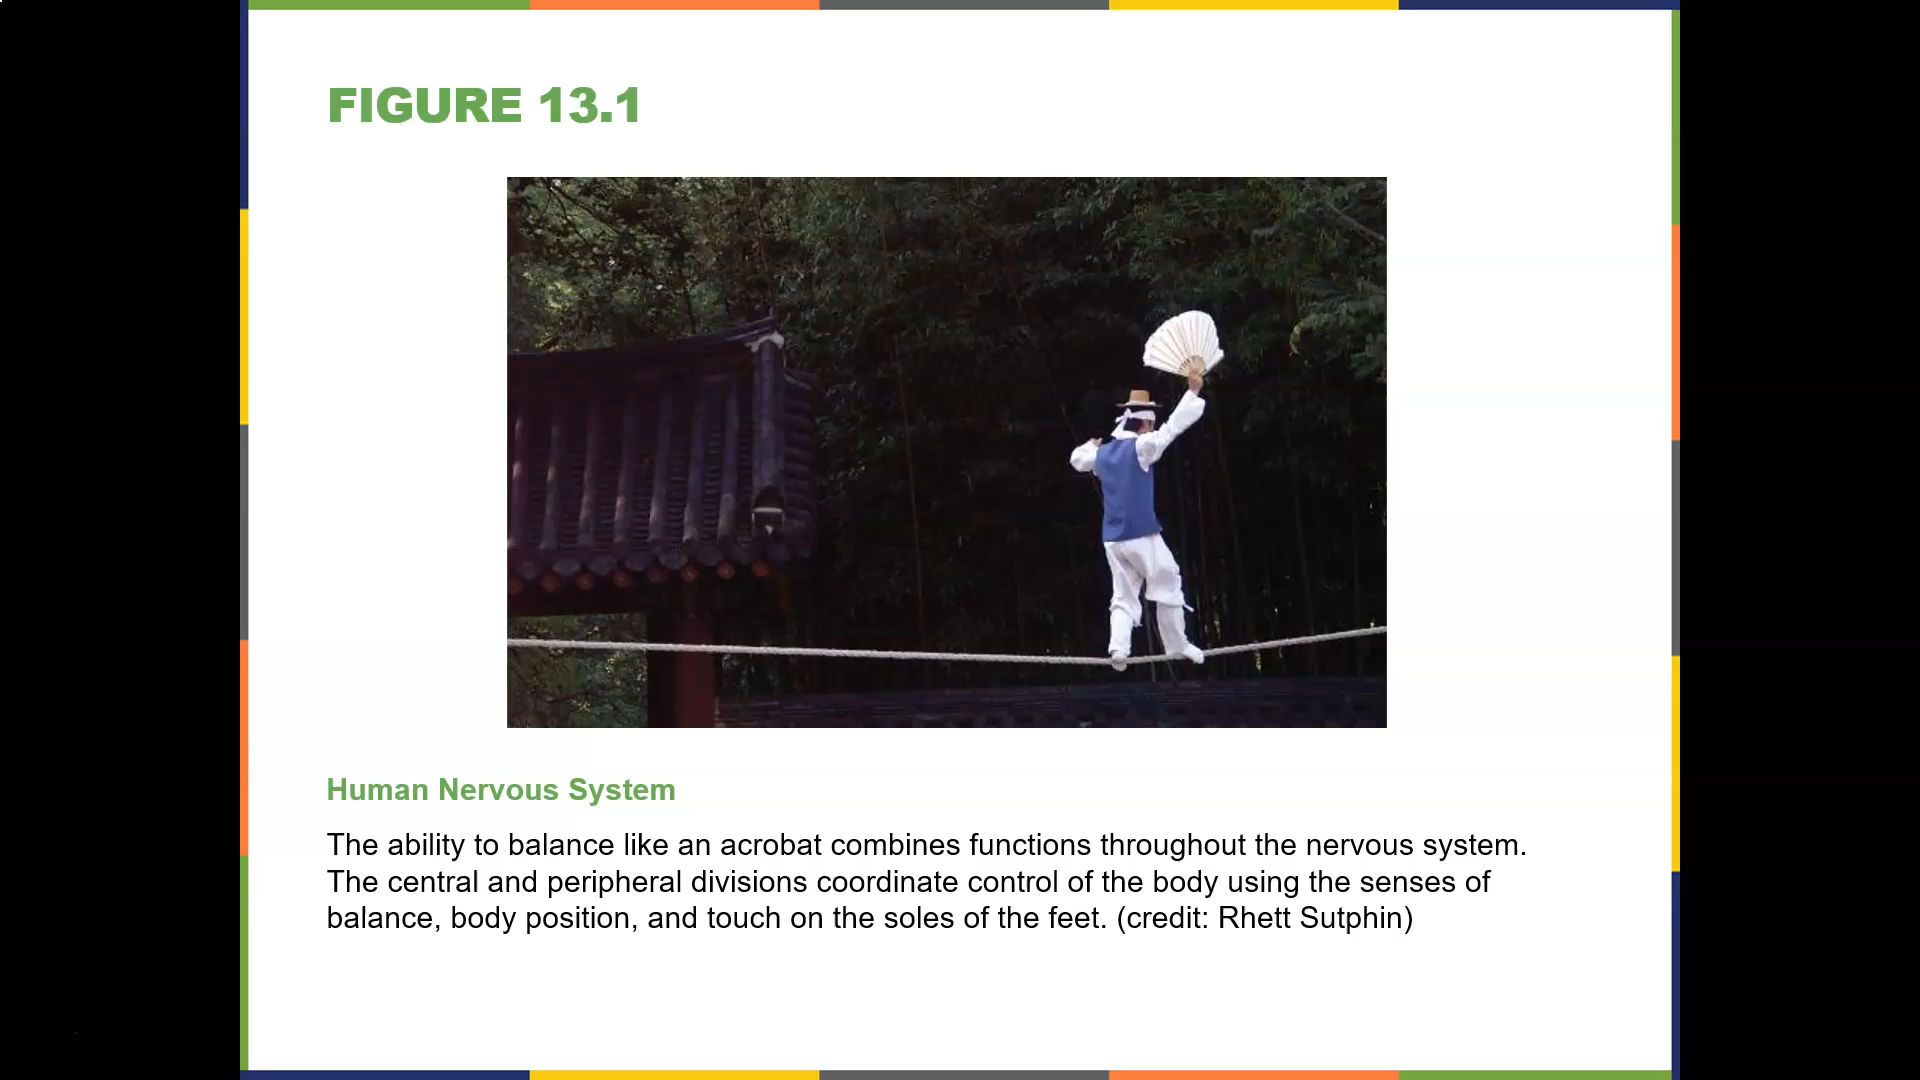 FIGURE 13.1
Human Nervous System
The ability to balance like an acrobat combines functions throughout the nervous system.
The central and peripheral divisions coordinate control of the body using the senses of
balance, body position, and touch on the soles of the feet. (credit: Rhett Sutphin)